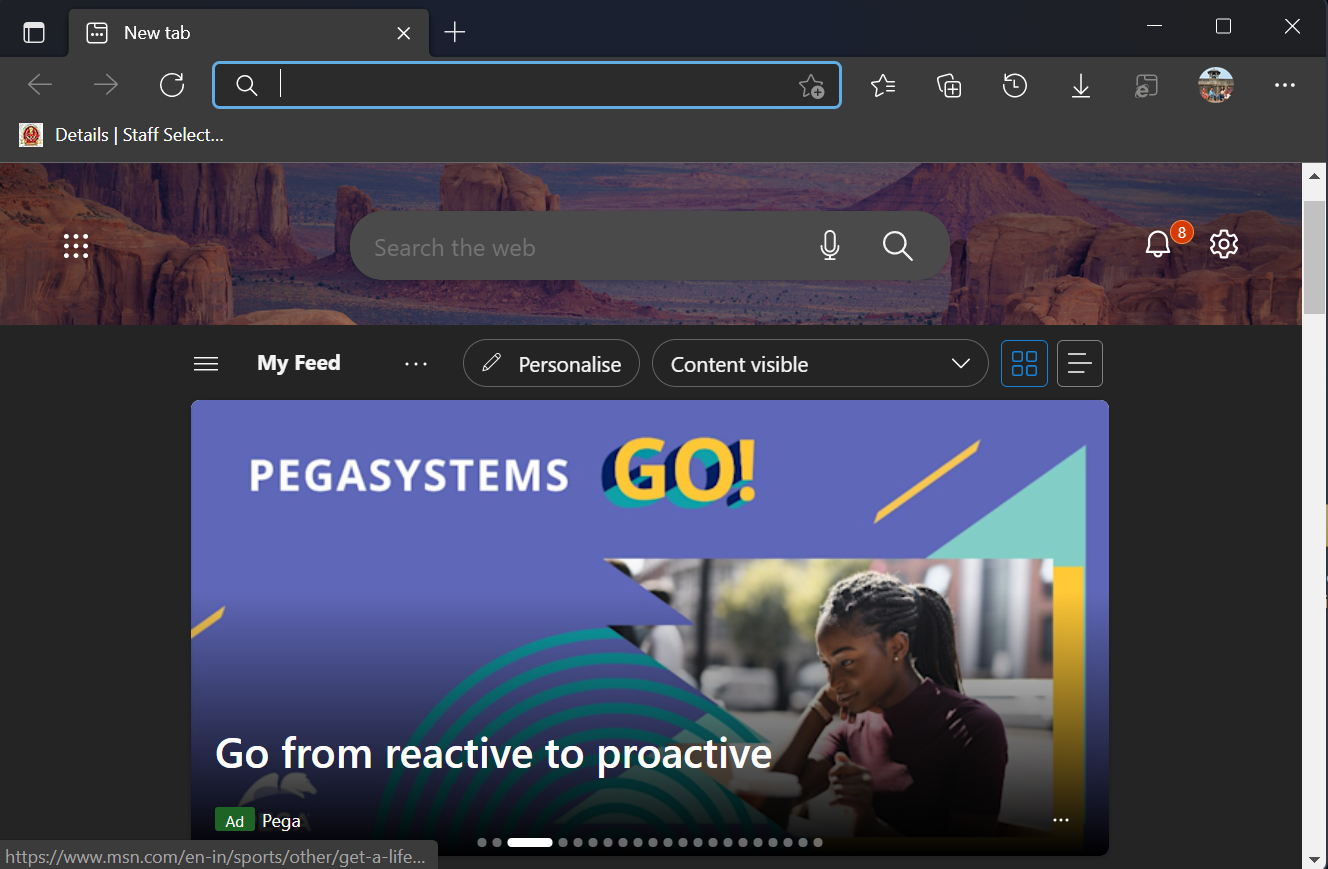 New tab
Details | Staff Select...
Search the web
8
My Feed
Personalise
Content visible
PEGASYSTEMS GO!
Go from reactive to proactive
Ad Pega
https://www.msn.com/en-in/sports/other/get-a-life...